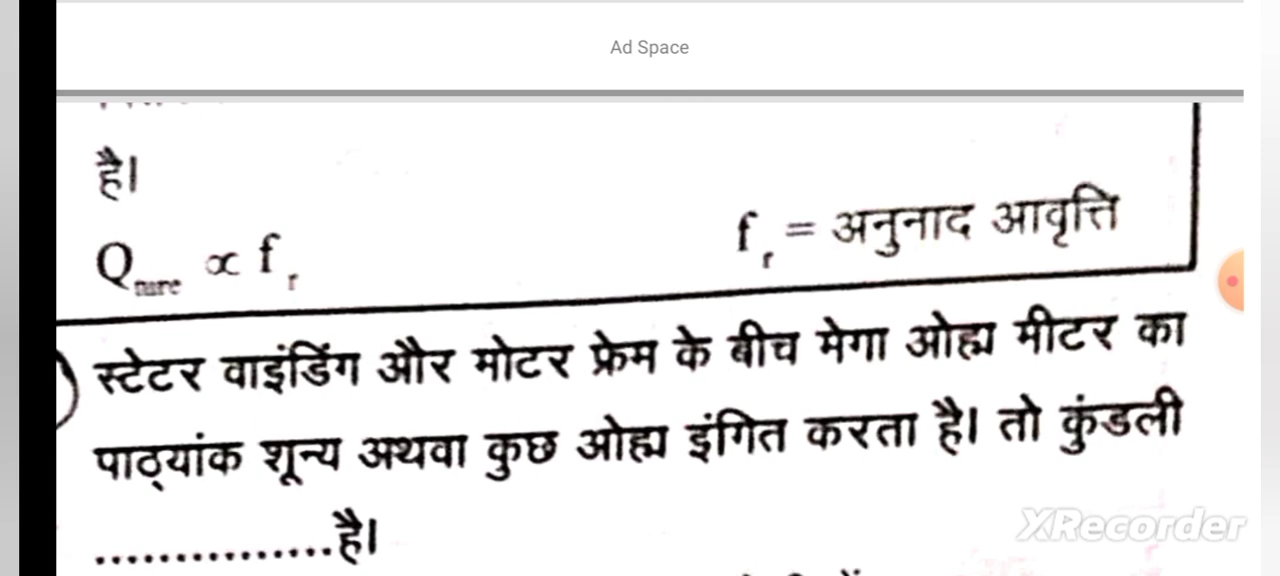 Ad Space
है।
f r = अनुनाद आवृत्ति
Q ∝ f r
स्टेटर वाइंडिंग और मोटर फ्रेम के बीच मेगा ओह्म मीटर का
पाठ्यांक शून्य अथवा कुछ ओह्म इंगित करता है। तो कुंडली
...............है।
XRecorder